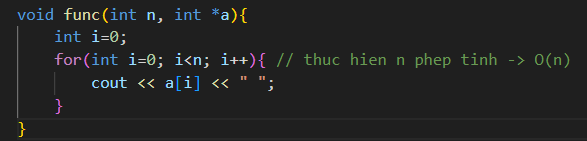 void func(int n, int *a){
    int i=0;
    for(int i=0; i<n; i++){ // thuc hien n phep tinh -> O(n)
        cout << a[i] << " ";
    }
}